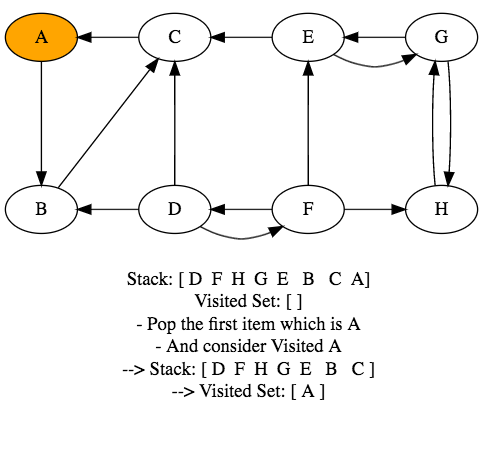 A C E G
B D F H
Stack: [ D F H G E B C A]
Visited Set: [ ]
- Pop the first item which is A
- And consider Visited A
--> Stack: [ D F H G E B C ]
--> Visited Set: [ A ]